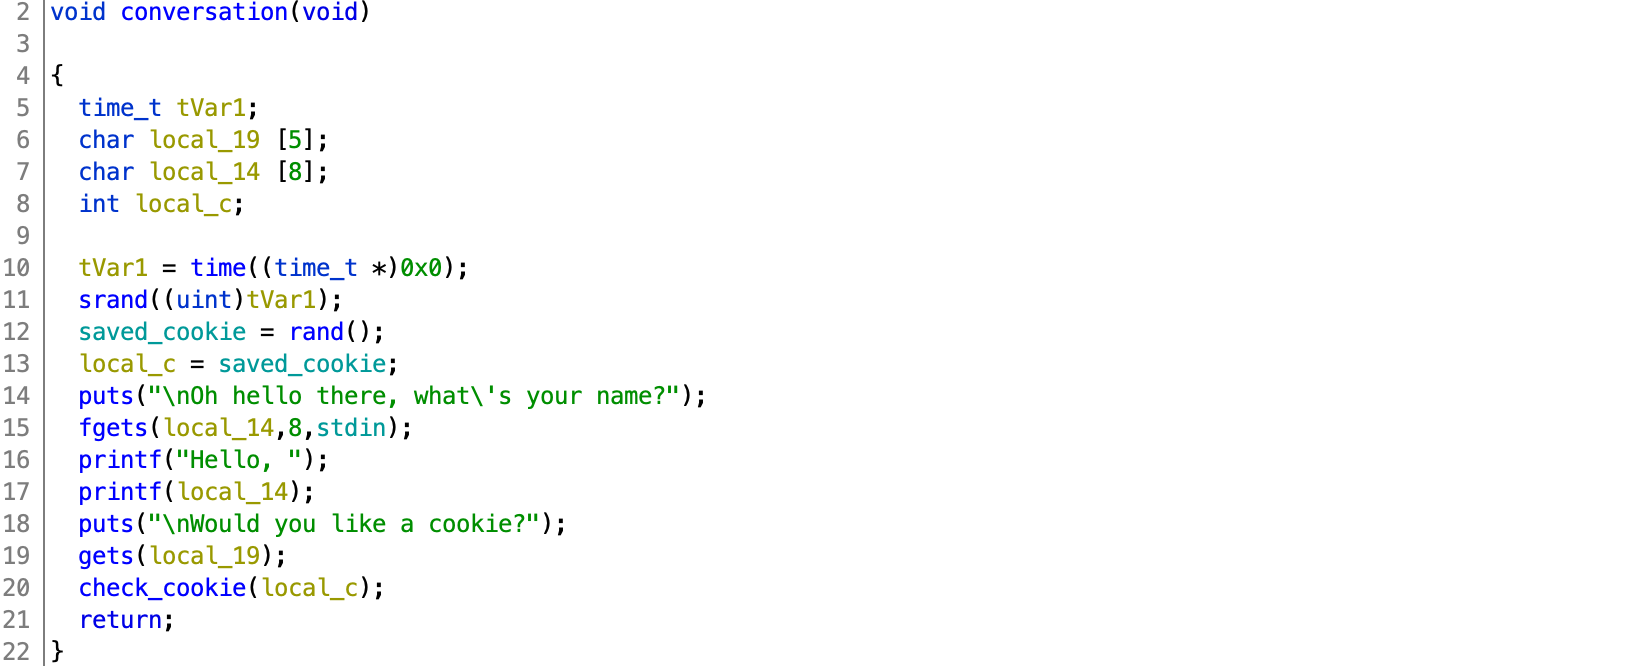 2 void conversation(void)
3
4 {
5   time_t tVar1;
6   char local_19 [5];
7   char local_14 [8];
8   int local_c;
9
10   tVar1 = time((time_t *)0x0);
11   srand((uint)tVar1);
12   saved_cookie = rand();
13   local_c = saved_cookie;
14   puts("\nOh hello there, what\'s your name?");
15   fgets(local_14,8,stdin);
16   printf("Hello, ");
17   printf(local_14);
18   puts("\nWould you like a cookie?");
19   gets(local_19);
20   check_cookie(local_c);
21   return;
22 }